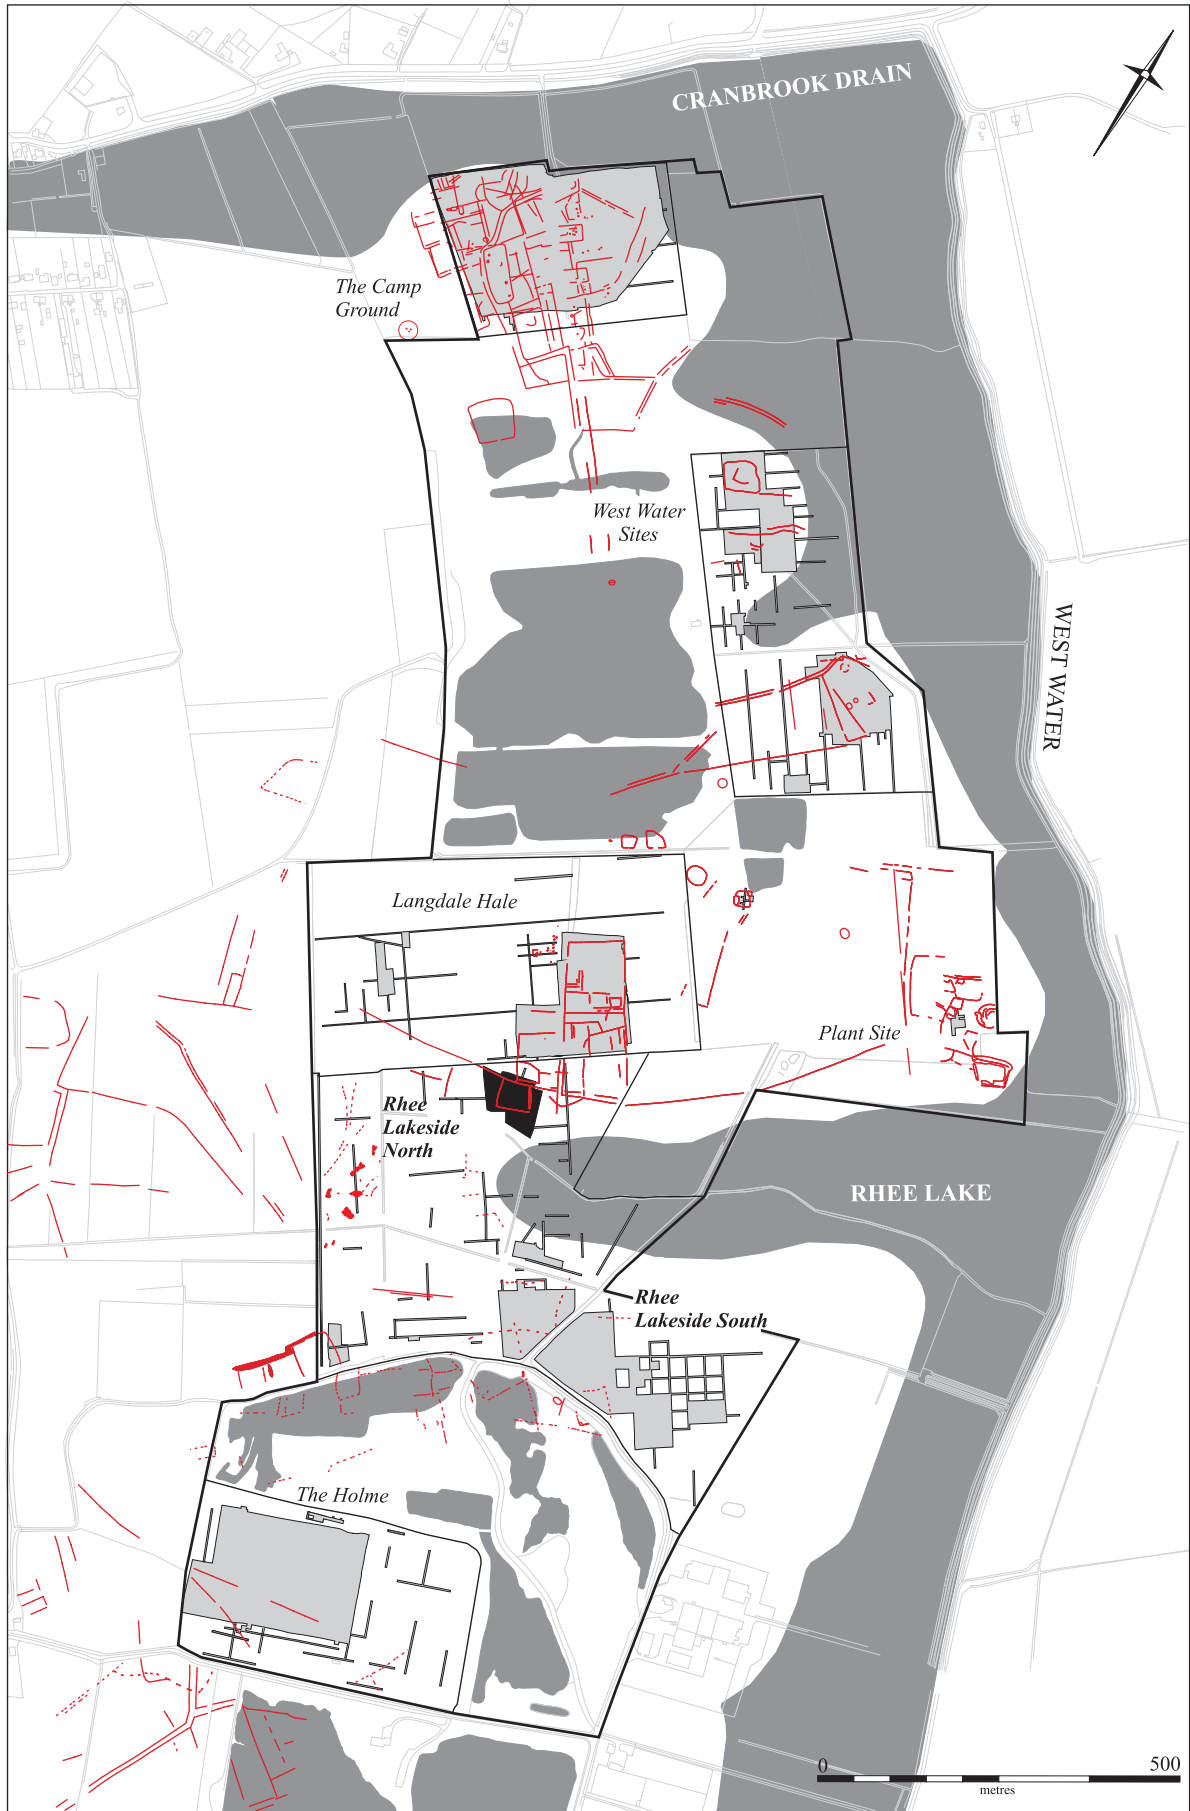 CRANBROOK DRAIN
The Camp
Ground
West Water
Sites
WEST WATER
Langdale Hale
Plant Site
Rhee
Lakeside
North
RHEE LAKE
Rhee
Lakeside South
The Holme
0 500
metres